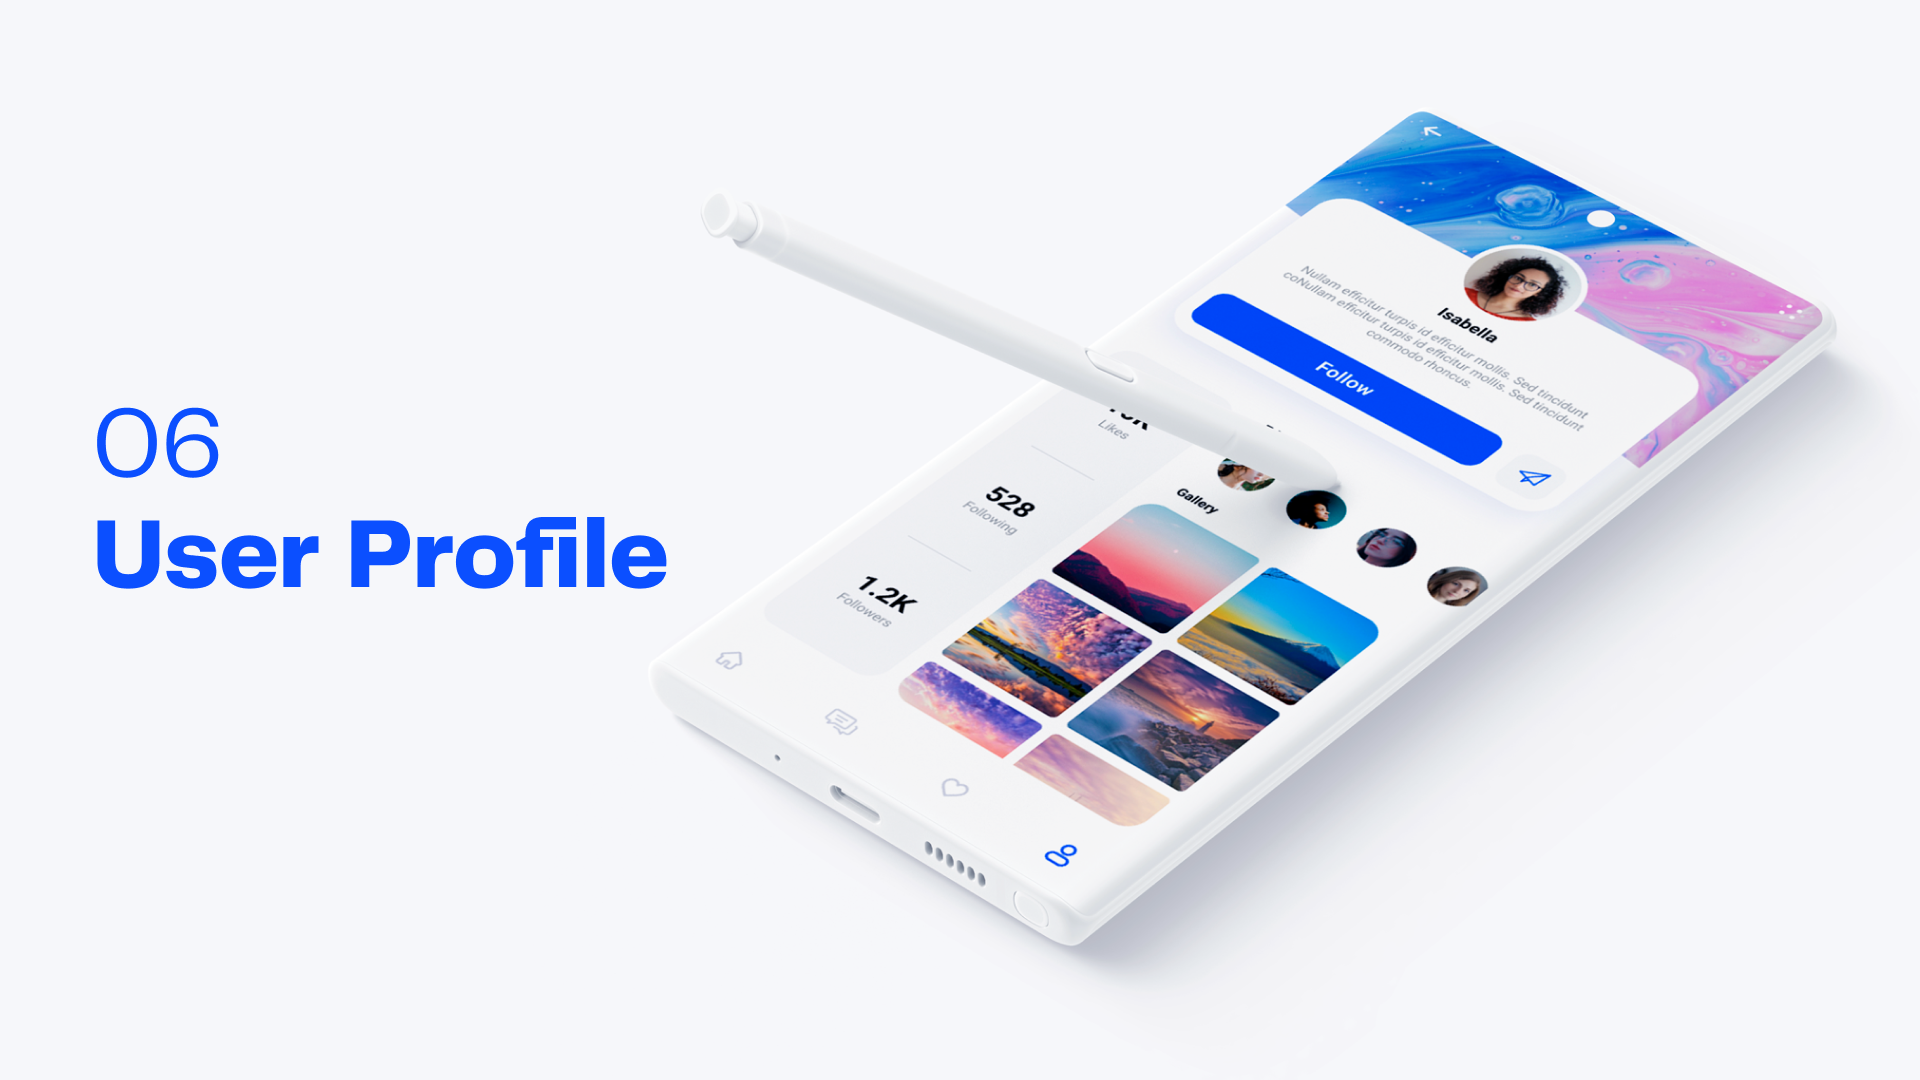 06
User Profile
Isabella
Nullam efficitur turpis id efficitur mollis. Sed tincidunt
coNullam efficitur turpis id efficitur mollis. Sed tincidunt
commodo rhoncus.
Follow
Likes
528
Following
1.2K
Followers
Gallery